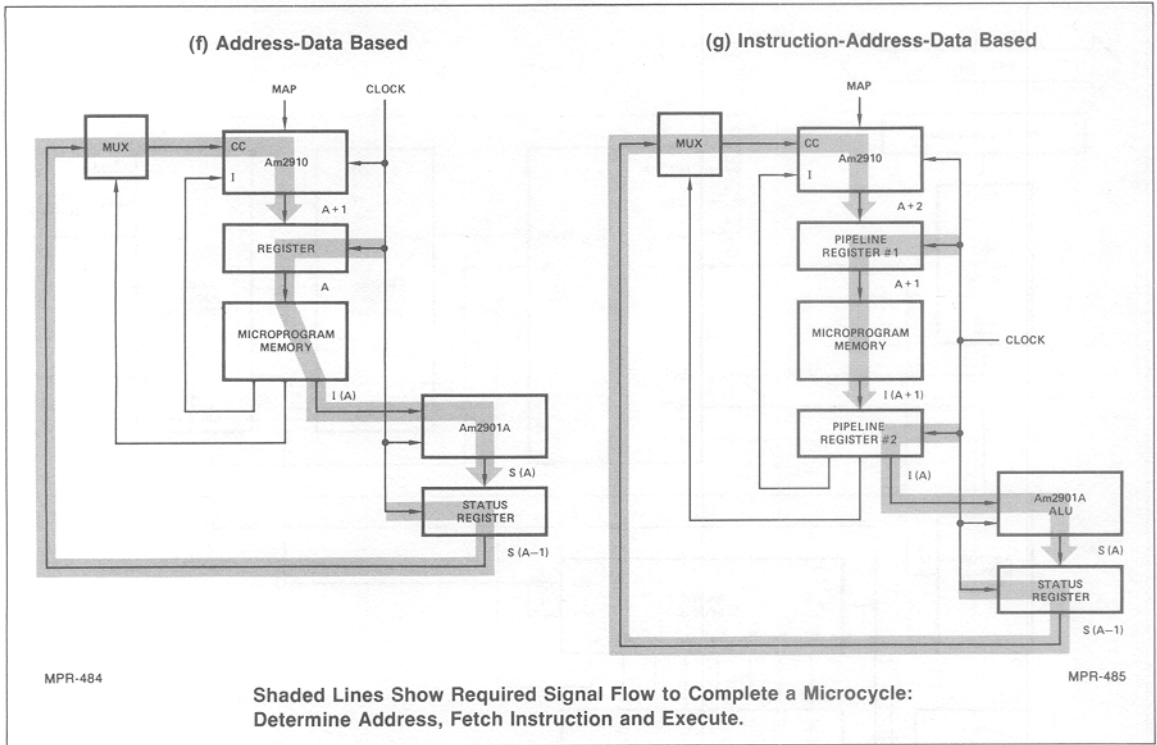 (f) Address-Data Based
MAP
CLOCK
MUX
CC
Am2910
I
A + 1
REGISTER
A
MICROPROGRAM
MEMORY
I (A)
Am2901A
S (A)
STATUS
REGISTER
S (A–1)
MPR-484
(g) Instruction-Address-Data Based
MAP
MUX
CC
Am2910
I
A + 2
PIPELINE
REGISTER #1
A + 1
MICROPROGRAM
MEMORY
CLOCK
I (A+1)
PIPELINE
REGISTER #2
I (A)
Am2901A
ALU
S (A)
STATUS
REGISTER
S (A–1)
MPR-485
Shaded Lines Show Required Signal Flow to Complete a Microcycle:
Determine Address, Fetch Instruction and Execute.